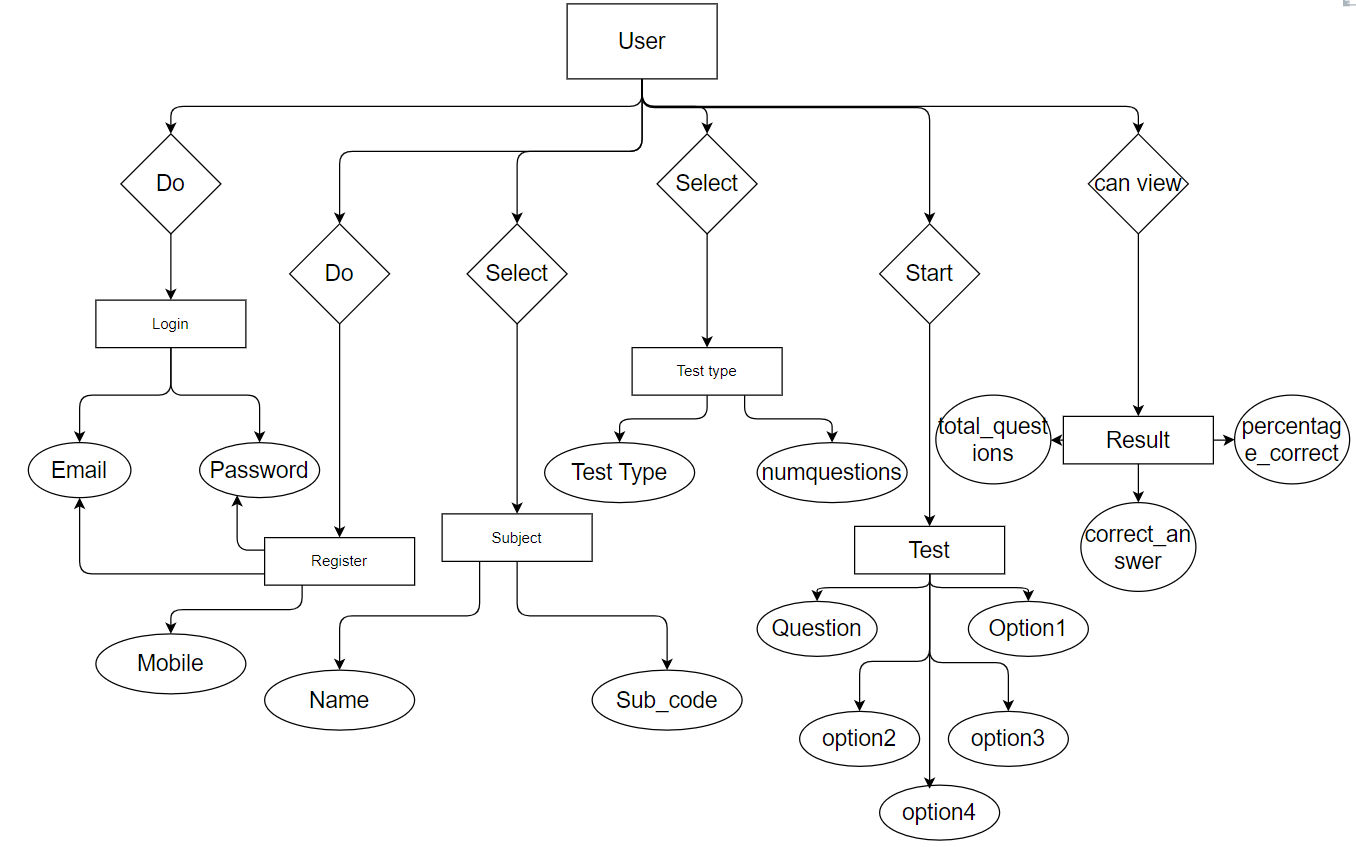 User
Do
Select
can view
Do
Select
Start
Login
Test type
total_quest
ions
Result
percentag
e_correct
Email
Password
Test Type
numquestions
Subject
Test
correct_an
swer
Register
Question
Option1
Mobile
Name
Sub_code
option2
option3
option4